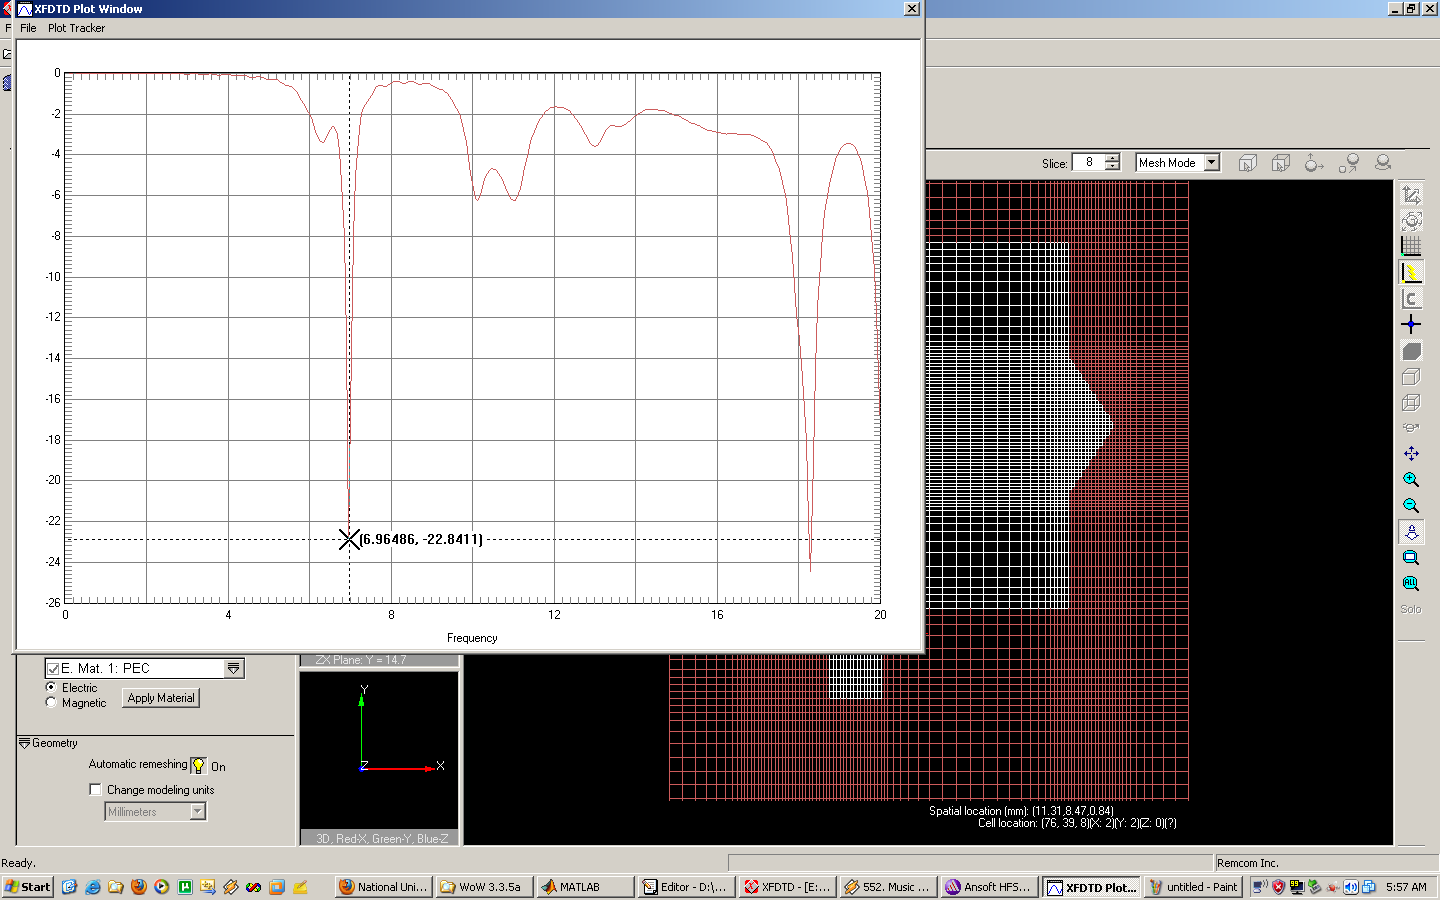 XFDTD Plot Window
File Plot Tracker
0
-2
-4
-6
-8
-10
-12
-14
-16
-18
-20
-22
-24
-26
(6.96486, -22.8411)
0 4 8 12 16 20
Frequency
Slice: 8 Mesh Mode
Solo
E. Mat. 1: PEC
Electric
Magnetic
Apply Material
Geometry
Automatic remeshing On
Change modeling units
Millimeters
ZX Plane: Y = 14.7
Y
Z
X
3D, Red-X, Green-Y, Blue-Z
Spatial location (mm): (11.31,8.47,0.84)
Cell location: (76, 39, 8)(X: 2)(Y: 2)(Z: 0)(?)
Ready.
Remcom Inc.
Start
National Uni...
WoW 3.3.5a
MATLAB
Editor - D:\...
XFDTD - [E:...
552. Music ...
Ansoft HFS...
XFDTD Plot...
untitled - Paint
5:57 AM